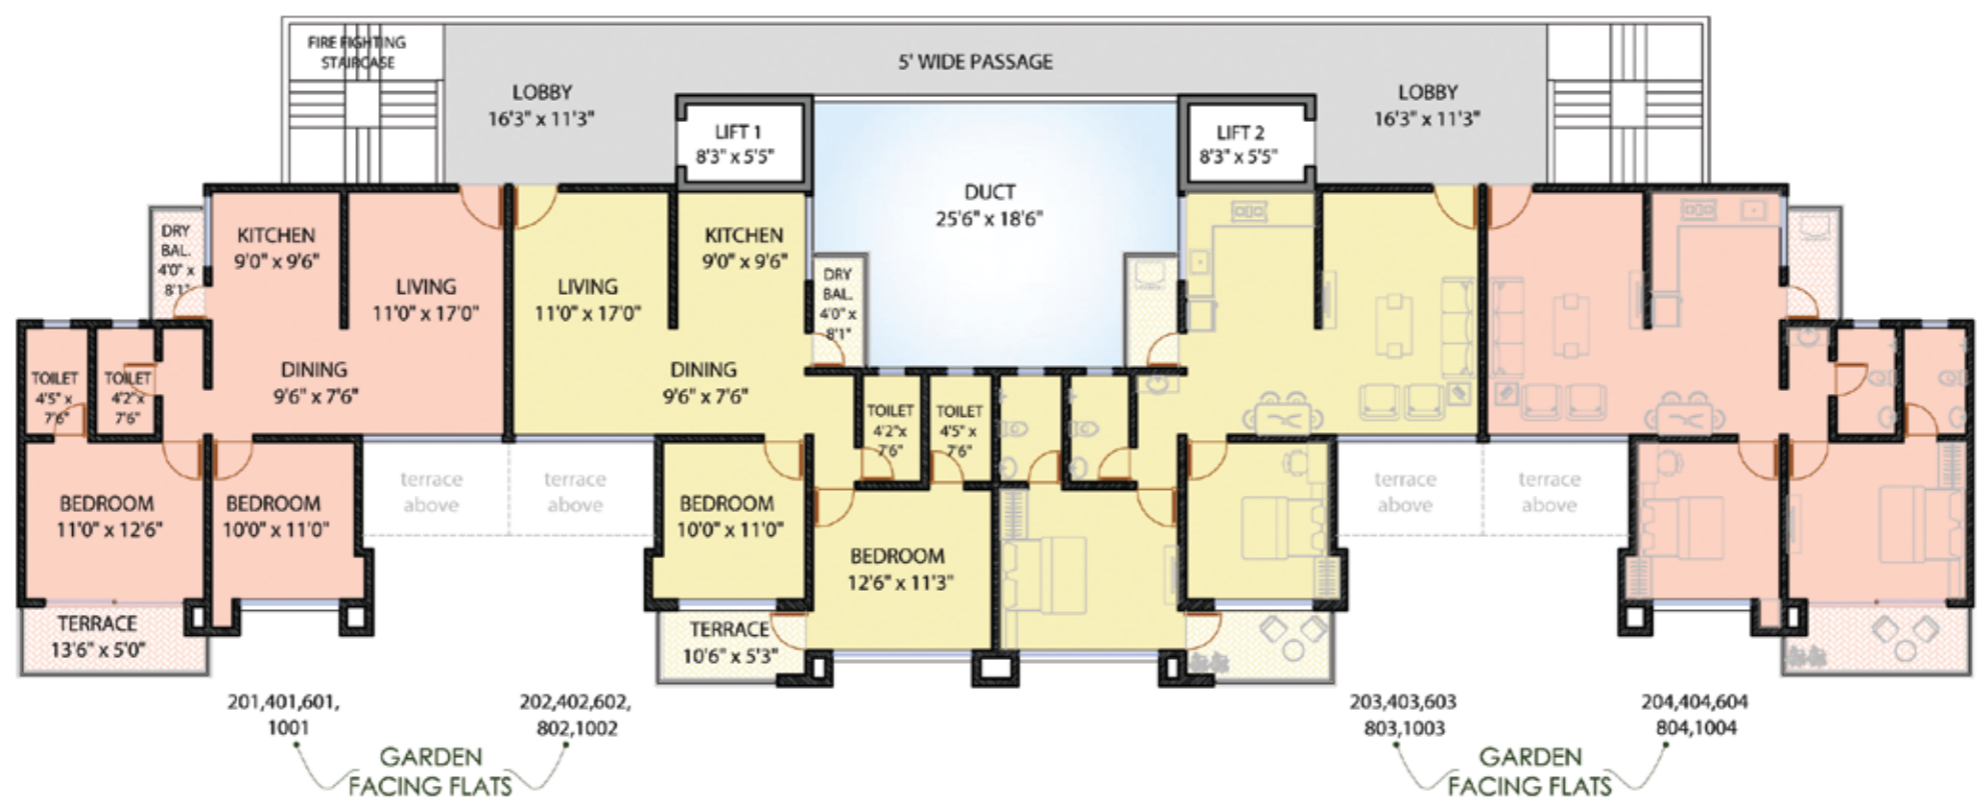 FIRE FIGHTING
STAIRCASE
5' WIDE PASSAGE
LOBBY
16'3" x 11'3"
LIFT 1
8'3" x 5'5"
DUCT
25'6" x 18'6"
LIFT 2
8'3" x 5'5"
LOBBY
16'3" x 11'3"
DRY
BAL.
4'0" x
8'1"
KITCHEN
9'0" x 9'6"
LIVING
11'0" x 17'0"
LIVING
11'0" x 17'0"
KITCHEN
9'0" x 9'6"
DRY
BAL.
4'0" x
8'1"
DINING
9'6" x 7'6"
DINING
9'6" x 7'6"
TOILET
4'5" x
7'6"
TOILET
4'2" x
7'6"
TOILET
4'2"x
7'6"
TOILET
4'5" x
7'6"
BEDROOM
11'0" x 12'6"
BEDROOM
10'0" x 11'0"
terrace
above
terrace
above
BEDROOM
10'0" x 11'0"
BEDROOM
12'6" x 11'3"
terrace
above
terrace
above
TERRACE
13'6" x 5'0"
TERRACE
10'6" x 5'3"
201,401,601,
1001
202,402,602,
802,1002
GARDEN
FACING FLATS
203,403,603
803,1003
204,404,604
804,1004
GARDEN
FACING FLATS